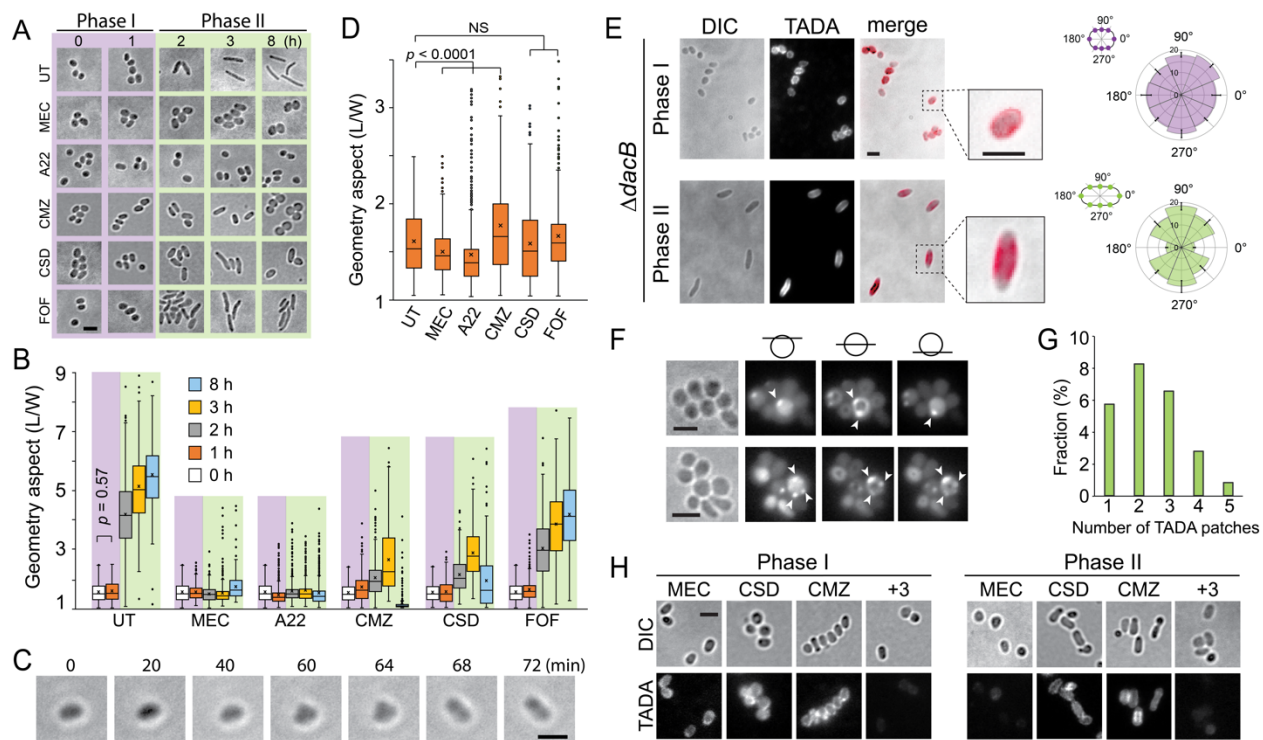 A
Phase I Phase II
0 1 2 3 8 (h)
UT
MEC
A22
CMZ
CSD
FOF
B
Geometry aspect (L/W)
9
7
5
3
1
p = 0.57
8 h
3 h
2 h
1 h
0 h
UT MEC A22 CMZ CSD FOF
C
0 20 40 60 64 68 72 (min)
D
NS
p < 0.0001
Geometry aspect (L/W)
3
2
1
UT MEC A22 CMZ CSD FOF
E
DIC TADA merge
ΔdacB
Phase I
Phase II
90°
180° 0°
270°
90°
20
10
0
180° 0°
270°
90°
180° 0°
270°
90°
20
10
0
180° 0°
270°
F
G
Fraction (%)
10
8
6
4
2
0
1 2 3 4 5
Number of TADA patches
H
Phase I Phase II
MEC CSD CMZ +3 MEC CSD CMZ +3
DIC
TADA